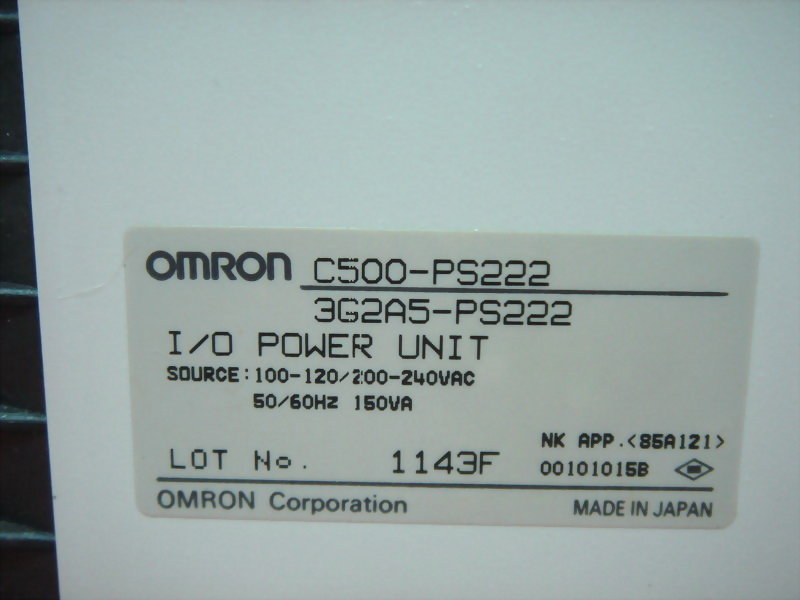 OMRON C500-PS222
3G2A5-PS222
I/O POWER UNIT
SOURCE:100-120/200-240VAC
50/60Hz 150VA
NK APP.<85A121>
LOT No. 1143F 00101015B
OMRON Corporation MADE IN JAPAN